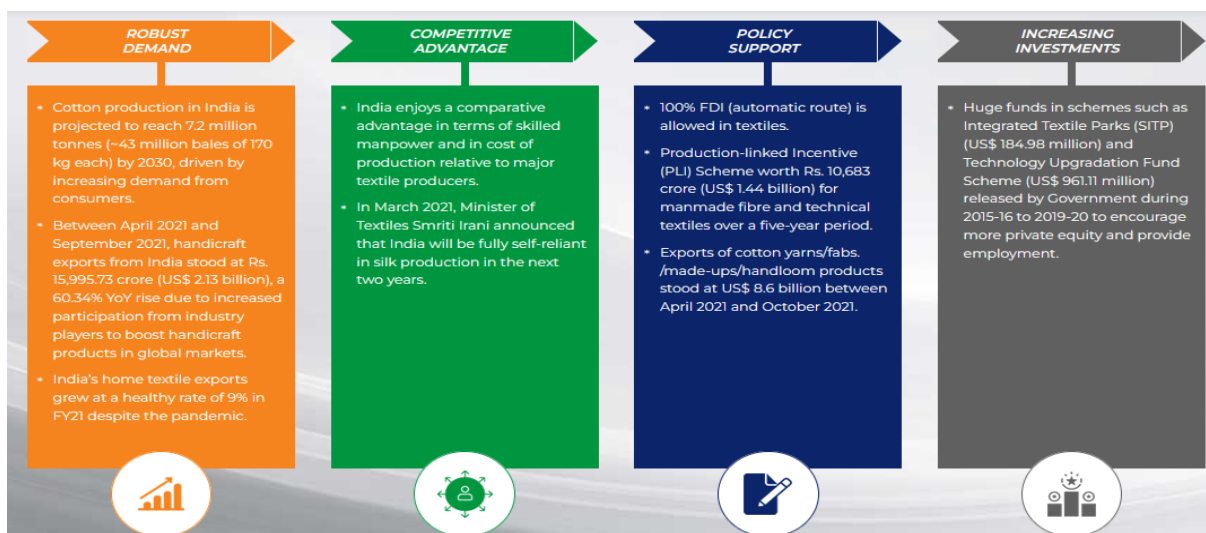 ROBUST
DEMAND
* Cotton production in India is
projected to reach 7.2 million
tonnes (~43 million bales of 170
kg each) by 2030, driven by
increasing demand from
consumers.
* Between April 2021 and
September 2021, handicraft
exports from India stood at Rs.
15,995.73 crore (US$ 2.13 billion), a
60.34% YoY rise due to increased
participation from industry
players to boost handicraft
products in global markets.
* India's home textile exports
grew at a healthy rate of 9% in
FY21 despite the pandemic.
COMPETITIVE
ADVANTAGE
* India enjoys a comparative
advantage in terms of skilled
manpower and in cost of
production relative to major
textile producers.
* In March 2021, Minister of
Textiles Smriti Irani announced
that India will be fully self-reliant
in silk production in the next
two years.
POLICY
SUPPORT
* 100% FDI (automatic route) is
allowed in textiles.
* Production-linked Incentive
(PLI) Scheme worth Rs. 10,683
crore (US$ 1.44 billion) for
manmade fibre and technical
textiles over a five-year period.
* Exports of cotton yarns/fabs.
/made-ups/handloom products
stood at US$ 8.6 billion between
April 2021 and October 2021.
INCREASING
INVESTMENTS
* Huge funds in schemes such as
Integrated Textile Parks (SITP)
(US$ 184.98 million) and
Technology Upgradation Fund
Scheme (US$ 961.11 million)
released by Government during
2015-16 to 2019-20 to encourage
more private equity and provide
employment.